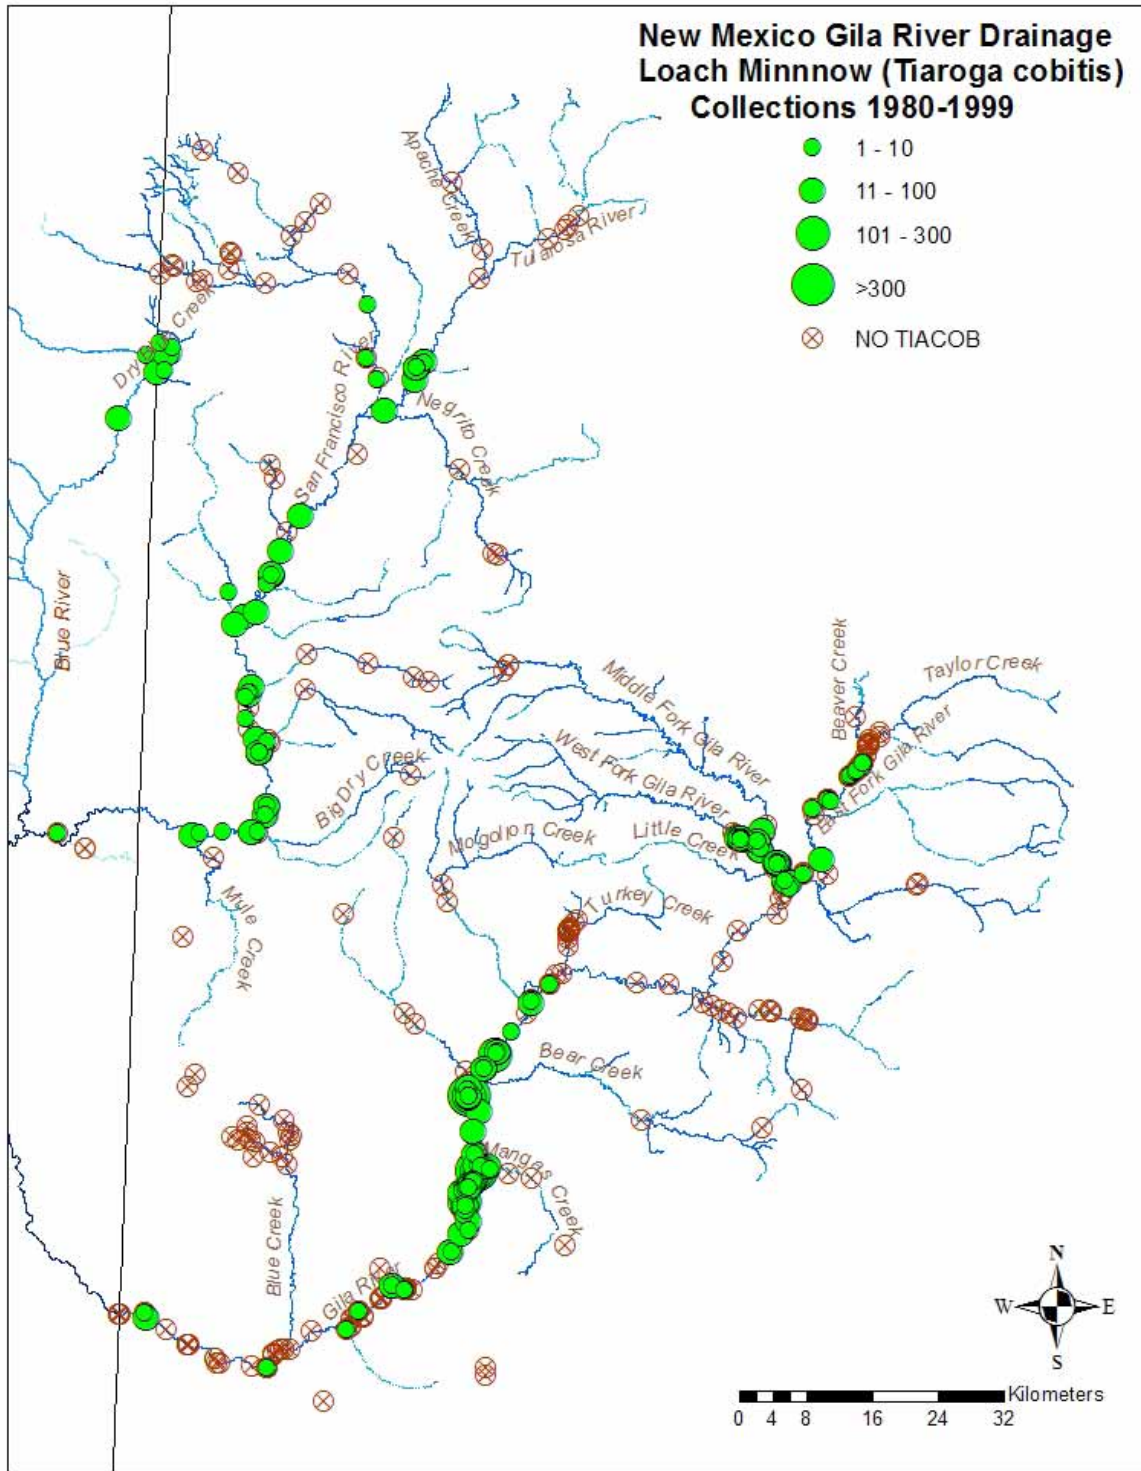 New Mexico Gila River Drainage
Loach Minnnow (Tiaroga cobitis)
Collections 1980-1999
1 - 10
11 - 100
101 - 300
>300
NO TIACOB
Apache Creek
Tularosa River
Dry Blue Creek
San Francisco River
Negrito Creek
Blue River
Beaver Creek
Taylor Creek
Middle Fork Gila River
West Fork Gila River
East Fork Gila River
Big Dry Creek
Mogollon Creek
Little Creek
Turkey Creek
Mule Creek
Bear Creek
Mangas Creek
Blue Creek
Gila River
N
W
E
S
Kilometers
0 4 8 16 24 32